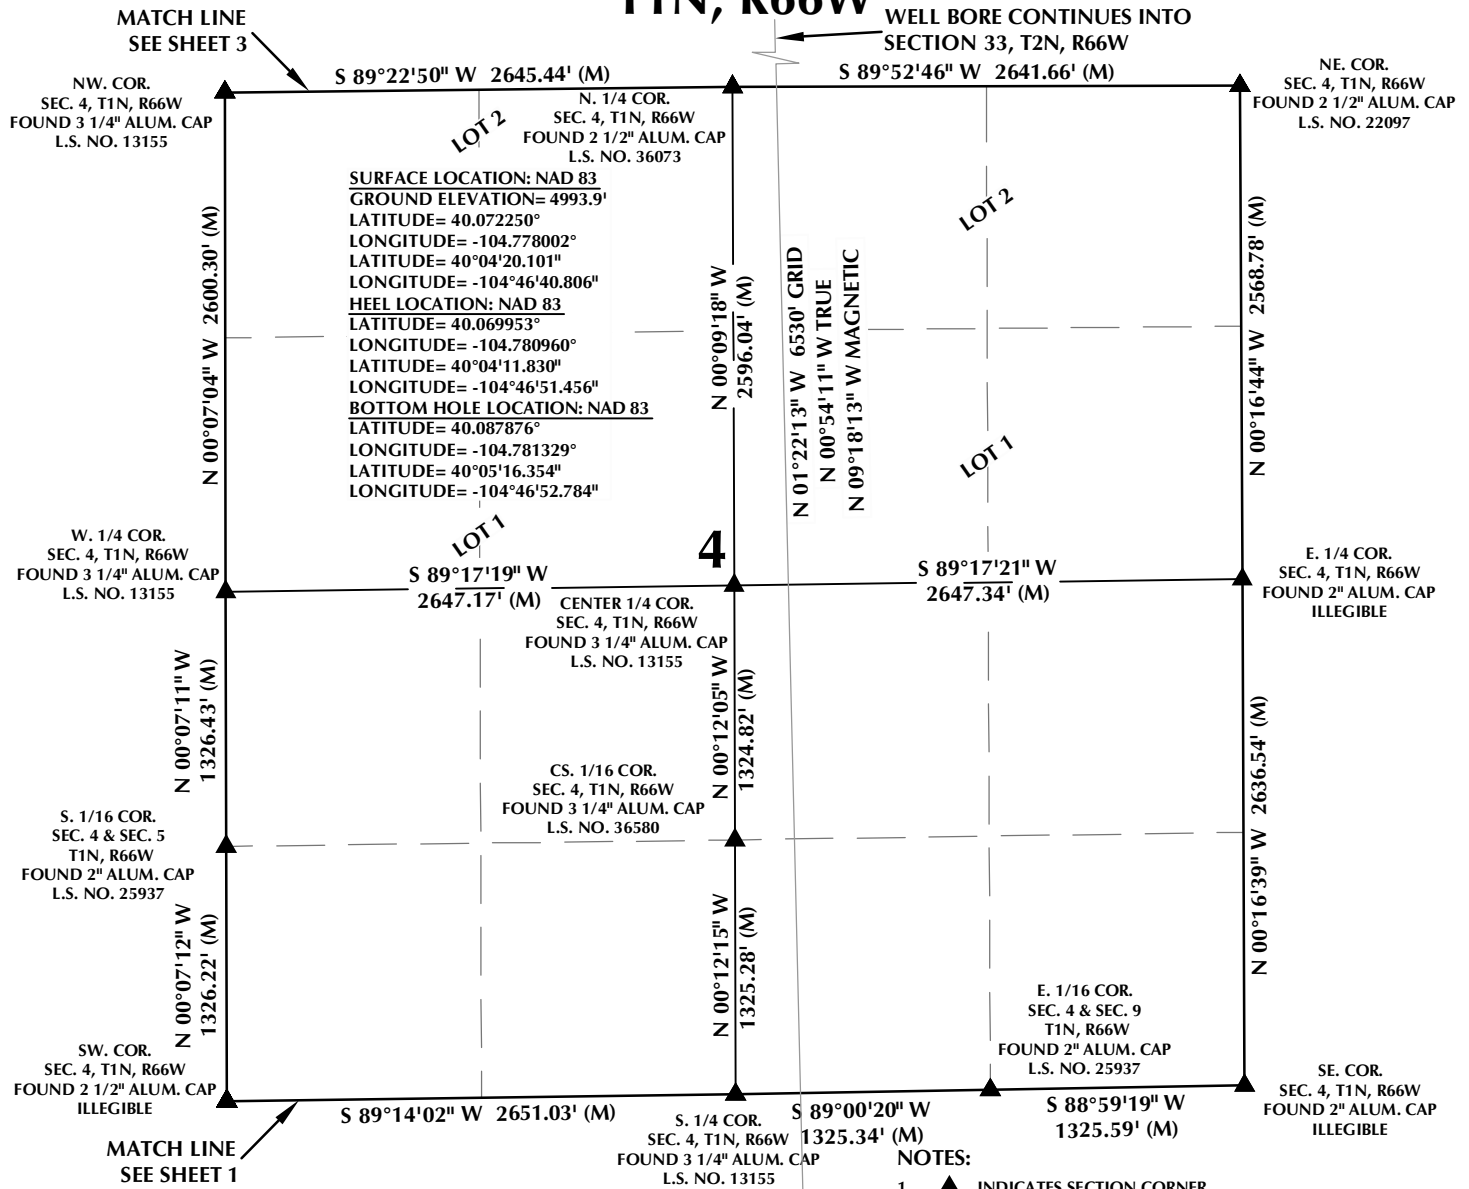 T1N, R66W
MATCH LINE
SEE SHEET 3
WELL BORE CONTINUES INTO
SECTION 33, T2N, R66W
NW. COR.
SEC. 4, T1N, R66W
FOUND 3 1/4" ALUM. CAP
L.S. NO. 13155
S 89°22'50" W 2645.44' (M)
S 89°52'46" W 2641.66' (M)
NE. COR.
SEC. 4, T1N, R66W
FOUND 2 1/2" ALUM. CAP
L.S. NO. 22097
LOT 2
N. 1/4 COR.
SEC. 4, T1N, R66W
FOUND 2 1/2" ALUM. CAP
L.S. NO. 36073
SURFACE LOCATION: NAD 83
GROUND ELEVATION= 4993.9'
LATITUDE= 40.072250°
LONGITUDE= -104.778002°
LATITUDE= 40°04'20.101"
LONGITUDE= -104°46'40.806"
HEEL LOCATION: NAD 83
LATITUDE= 40.069953°
LONGITUDE= -104.780960°
LATITUDE= 40°04'11.830"
LONGITUDE= -104°46'51.456"
BOTTOM HOLE LOCATION: NAD 83
LATITUDE= 40.087876°
LONGITUDE= -104.781329°
LATITUDE= 40°05'16.354"
LONGITUDE= -104°46'52.784"
N 00°07'04" W 2600.30' (M)
N 00°09'18" W
2596.04' (M)
N 01°22'13" W 6530' GRID
N 00°54'11" W TRUE
N 09°18'13" W MAGNETIC
LOT 2
LOT 1
N 00°16'44" W 2568.78' (M)
LOT 1
4
W. 1/4 COR.
SEC. 4, T1N, R66W
FOUND 3 1/4" ALUM. CAP
L.S. NO. 13155
S 89°17'19" W
2647.17' (M)
CENTER 1/4 COR.
SEC. 4, T1N, R66W
FOUND 3 1/4" ALUM. CAP
L.S. NO. 13155
S 89°17'21" W
2647.34' (M)
E. 1/4 COR.
SEC. 4, T1N, R66W
FOUND 2" ALUM. CAP
ILLEGIBLE
N 00°07'11" W
1326.43' (M)
N 00°12'05" W
1324.82' (M)
N 00°16'39" W 2636.54' (M)
CS. 1/16 COR.
SEC. 4, T1N, R66W
FOUND 3 1/4" ALUM. CAP
L.S. NO. 36580
S. 1/16 COR.
SEC. 4 & SEC. 5
T1N, R66W
FOUND 2" ALUM. CAP
L.S. NO. 25937
N 00°07'12" W
1326.22' (M)
N 00°12'15" W
1325.28' (M)
E. 1/16 COR.
SEC. 4 & SEC. 9
T1N, R66W
FOUND 2" ALUM. CAP
L.S. NO. 25937
SW. COR.
SEC. 4, T1N, R66W
FOUND 2 1/2" ALUM. CAP
ILLEGIBLE
SE. COR.
SEC. 4, T1N, R66W
FOUND 2" ALUM. CAP
ILLEGIBLE
S 89°14'02" W 2651.03' (M)
S. 1/4 COR.
SEC. 4, T1N, R66W
FOUND 3 1/4" ALUM. CAP
L.S. NO. 13155
S 89°00'20" W
1325.34' (M)
S 88°59'19" W
1325.59' (M)
MATCH LINE
SEE SHEET 1
NOTES:
1. INDICATES SECTION CORNER